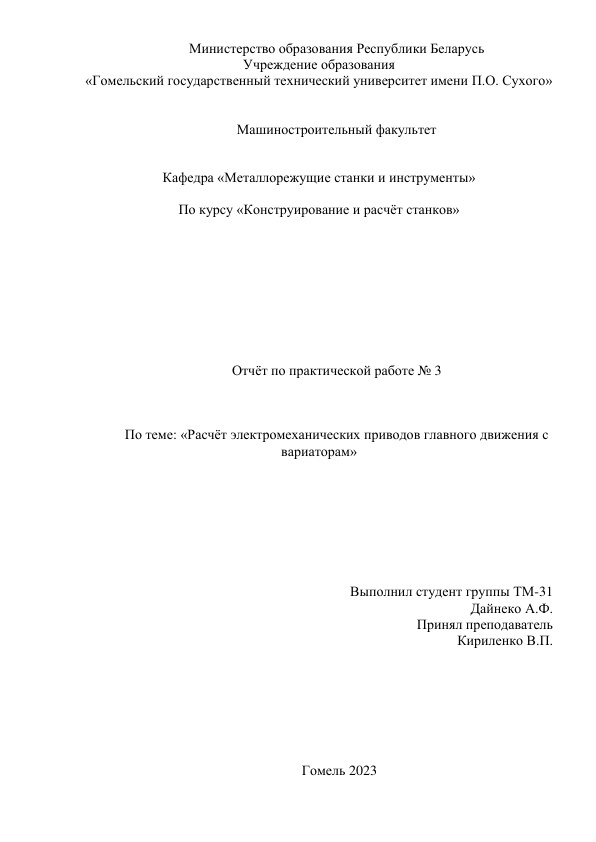 Министерство образования Республики Беларусь
Учреждение образования
«Гомельский государственный технический университет имени П.О. Сухого»
Машиностроительный факультет
Кафедра «Металлорежущие станки и инструменты»
По курсу «Конструирование и расчёт станков»
Отчёт по практической работе № 3
По теме: «Расчёт электромеханических приводов главного движения с
вариаторам»
Выполнил студент группы ТМ-31
Дайнеко А.Ф.
Принял преподаватель
Кириленко В.П.
Гомель 2023